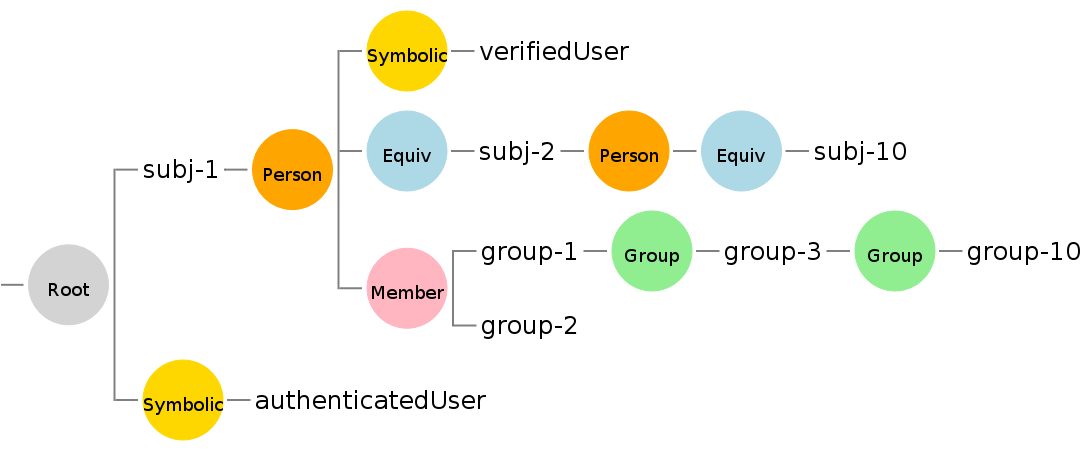 Symbolic verifiedUser
Equiv subj-2 Person Equiv subj-10
subj-1 Person
group-1 Group group-3 Group group-10
Root
Member
group-2
Symbolic authenticatedUser